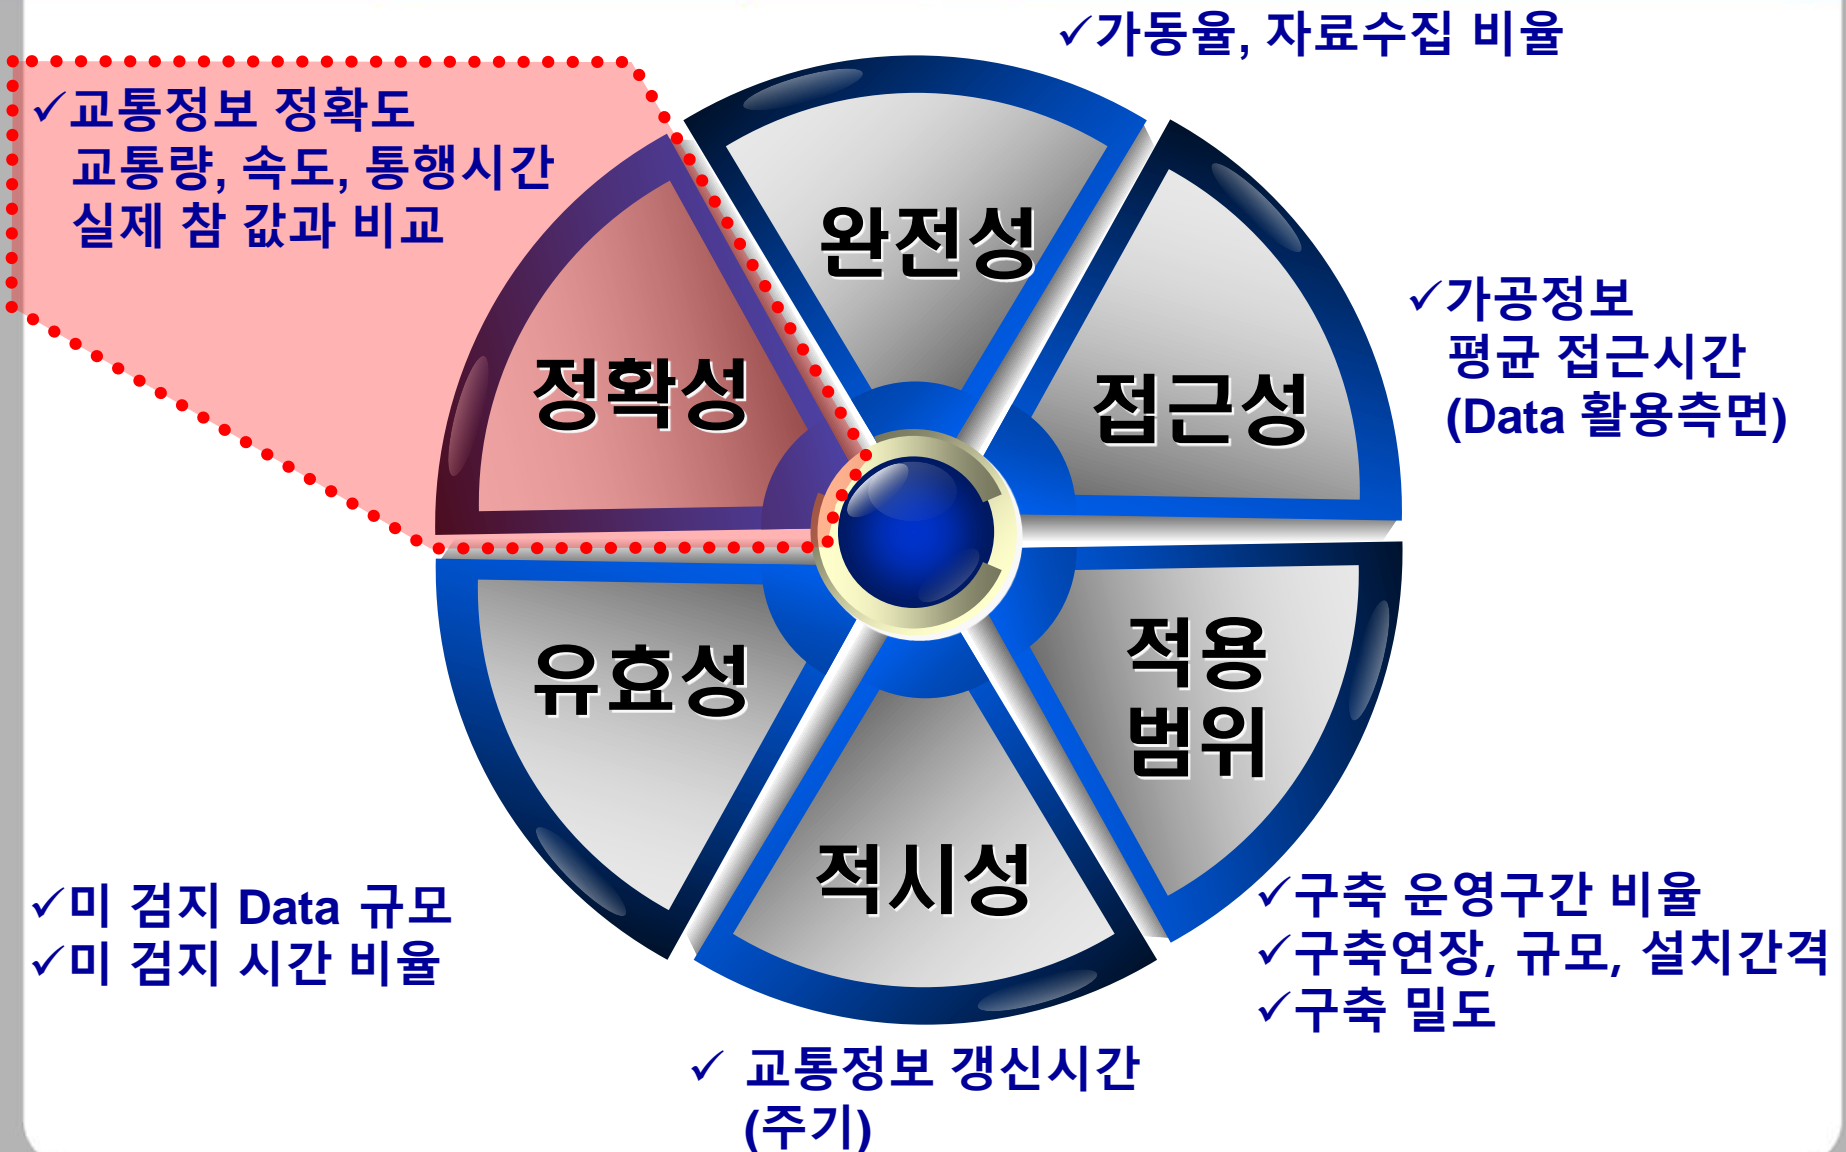 ✓가동율, 자료수집 비율
✓교통정보 정확도
교통량, 속도, 통행시간
실제 참 값과 비교
완전성
정확성
접근성
✓가공정보
평균 접근시간
(Data 활용측면)
유효성
적용
범위
적시성
✓미 검지 Data 규모
✓미 검지 시간 비율
✓구축 운영구간 비율
✓구축연장, 규모, 설치간격
✓구축 밀도
✓ 교통정보 갱신시간
(주기)